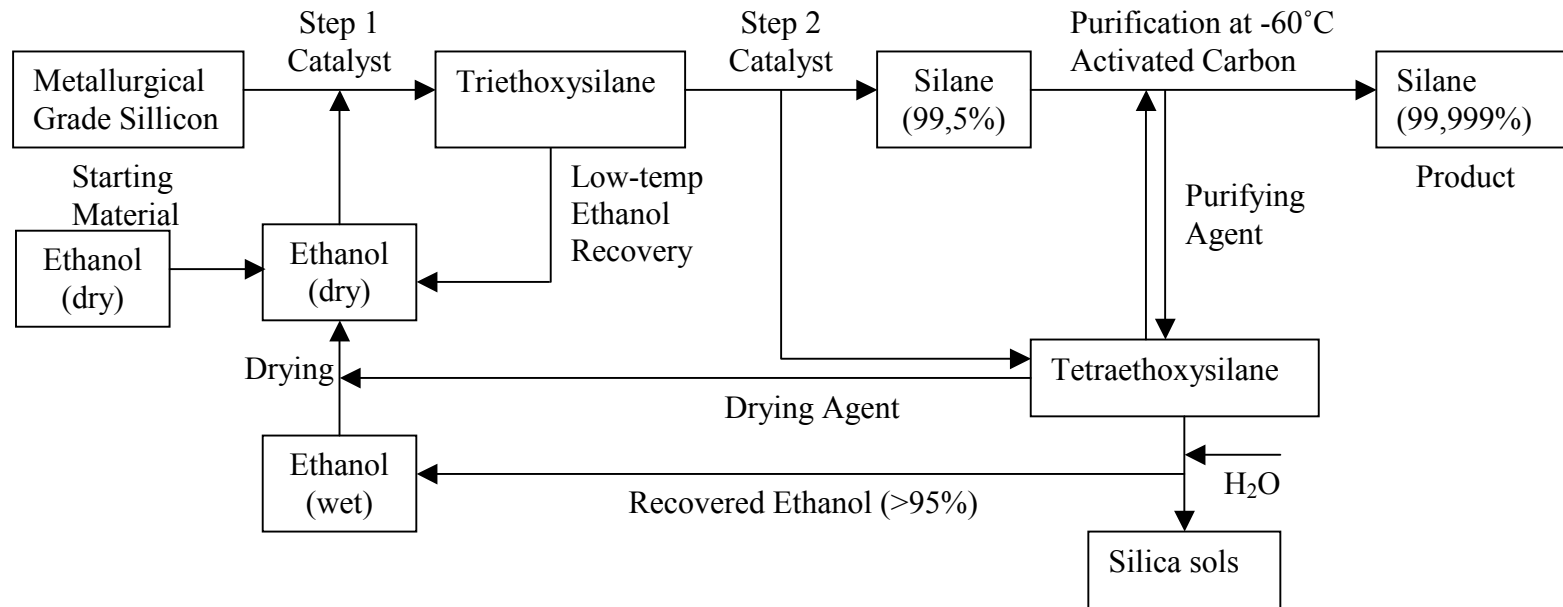 Step 1
Catalyst
Step 2
Catalyst
Purification at -60˚C
Activated Carbon
Metallurgical
Grade Sillicon
Triethoxysilane
Silane
(99,5%)
Silane
(99,999%)
Starting
Material
Low-temp
Ethanol
Recovery
Purifying
Agent
Product
Ethanol
(dry)
Ethanol
(dry)
Drying
Tetraethoxysilane
Drying Agent
Ethanol
(wet)
Recovered Ethanol (>95%)
H₂O
Silica sols